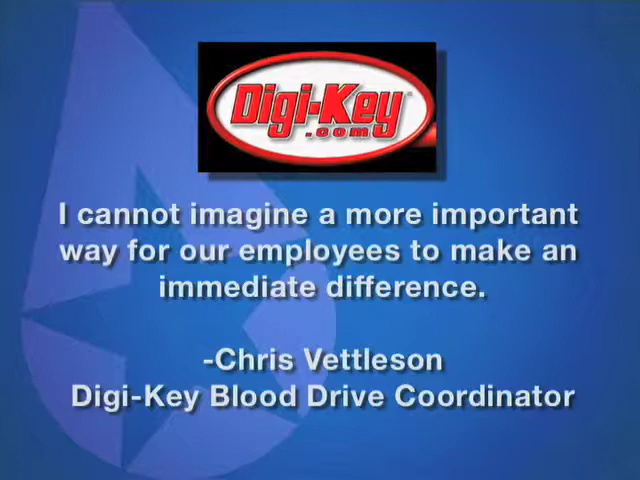 Digi-Key
.com
I cannot imagine a more important
way for our employees to make an
immediate difference.
-Chris Vettleson
Digi-Key Blood Drive Coordinator